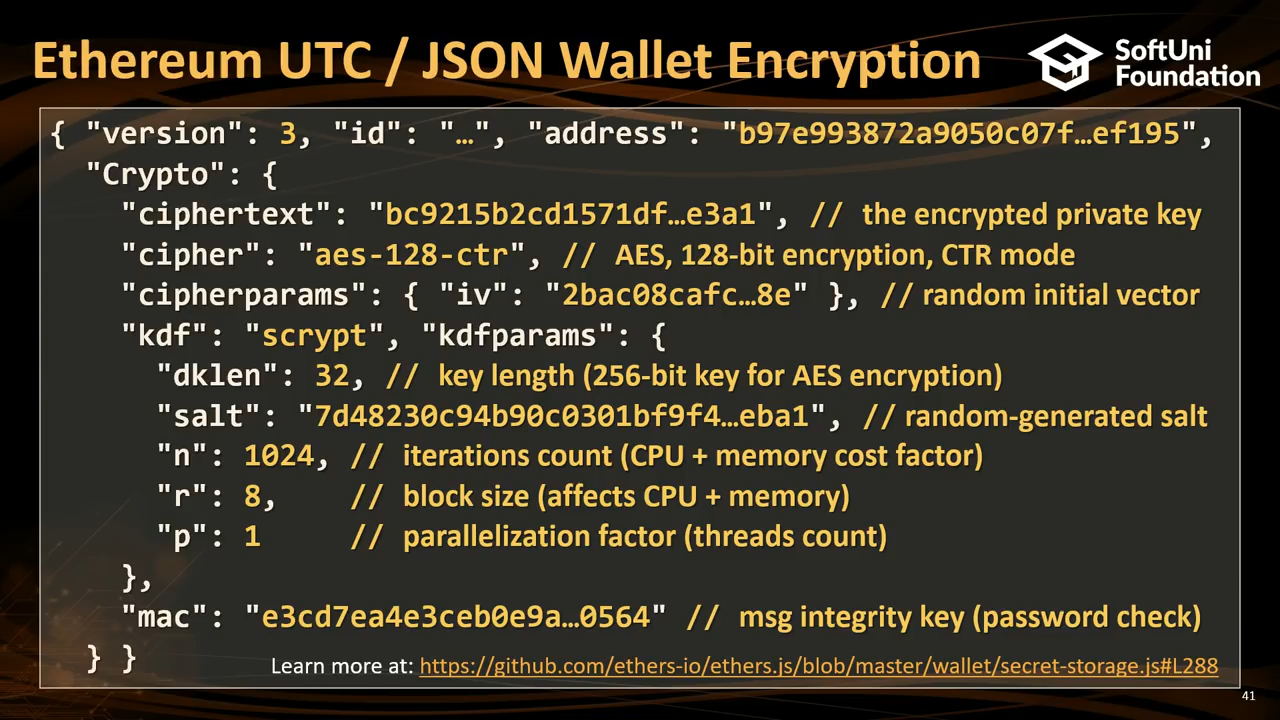 Ethereum UTC / JSON Wallet Encryption
SoftUni
Foundation
{ "version": 3, "id": "…", "address": "b97e993872a9050c07f…ef195",
"Crypto": {
"ciphertext": "bc9215b2cd1571df…e3a1", // the encrypted private key
"cipher": "aes-128-ctr", // AES, 128-bit encryption, CTR mode
"cipherparams": { "iv": "2bac08cafc…8e" }, // random initial vector
"kdf": "scrypt", "kdfparams": {
"dklen": 32, // key length (256-bit key for AES encryption)
"salt": "7d48230c94b90c0301bf9f4…eba1", // random-generated salt
"n": 1024, // iterations count (CPU + memory cost factor)
"r": 8, // block size (affects CPU + memory)
"p": 1 // parallelization factor (threads count)
},
"mac": "e3cd7ea4e3ceb0e9a…0564" // msg integrity key (password check)
} }
Learn more at: https://github.com/ethers-io/ethers.js/blob/master/wallet/secret-storage.js#L288
41